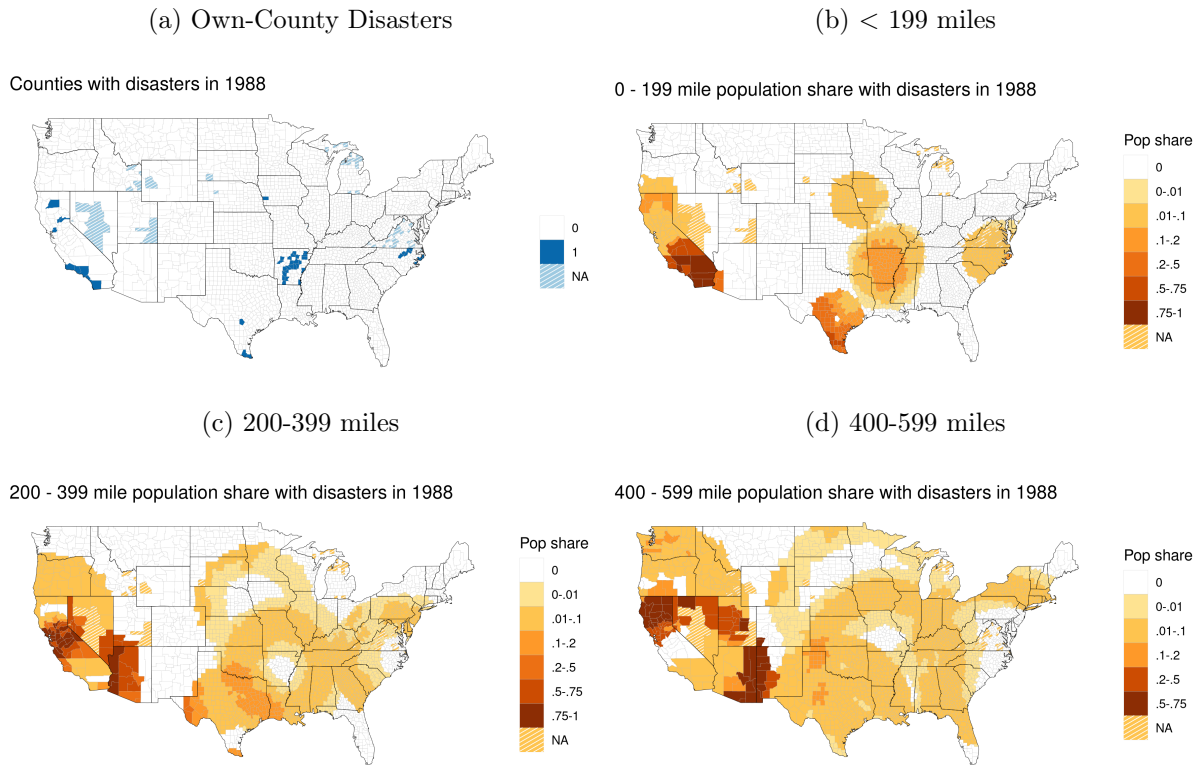 (a) Own-County Disasters
(b) < 199 miles
Counties with disasters in 1988
0
1
NA
0 - 199 mile population share with disasters in 1988
Pop share
0
0-.01
.01-.1
.1-.2
.2-.5
.5-.75
.75-1
NA
(c) 200-399 miles
(d) 400-599 miles
200 - 399 mile population share with disasters in 1988
Pop share
0
0-.01
.01-.1
.1-.2
.2-.5
.5-.75
.75-1
NA
400 - 599 mile population share with disasters in 1988
Pop share
0
0-.01
.01-.1
.1-.2
.2-.5
.5-.75
NA